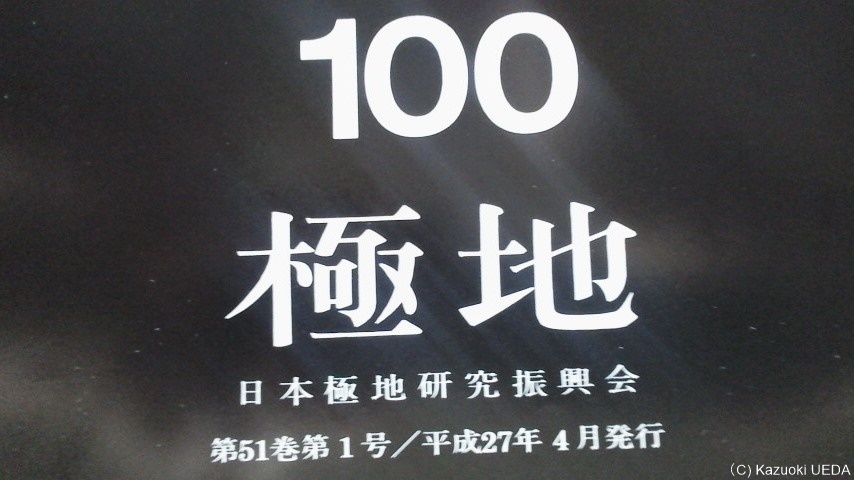 100
極地
日本極地研究振興会
第51巻第1号／平成27年 4月発行
(C) Kazuoki UEDA